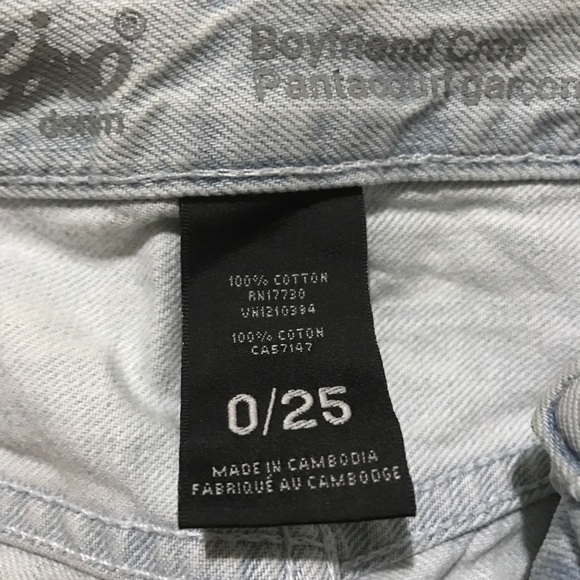 denim
Boyfriend Crop
Pantacourt garçon
100% COTTON
RN17730
VN1210394
100% COTON
CA57147
0/25
MADE IN CAMBODIA
FABRIQUÉ AU CAMBODGE